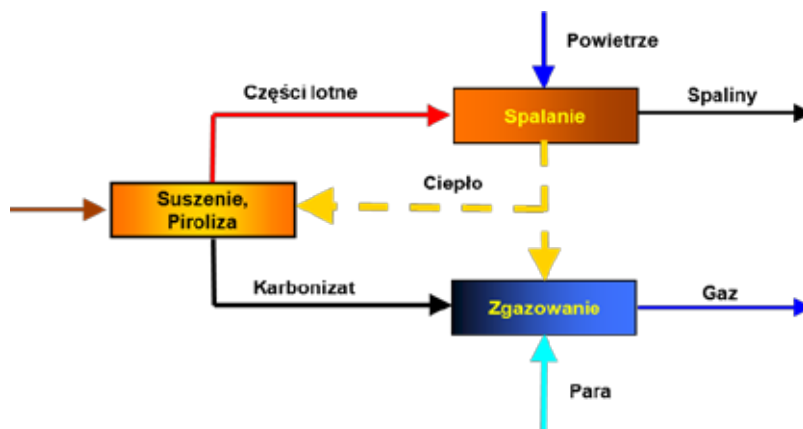 Powietrze
Części lotne
Spaliny
Spalanie
Ciepło
Suszenie,
Piroliza
Karbonizat
Gaz
Zgazowanie
Para